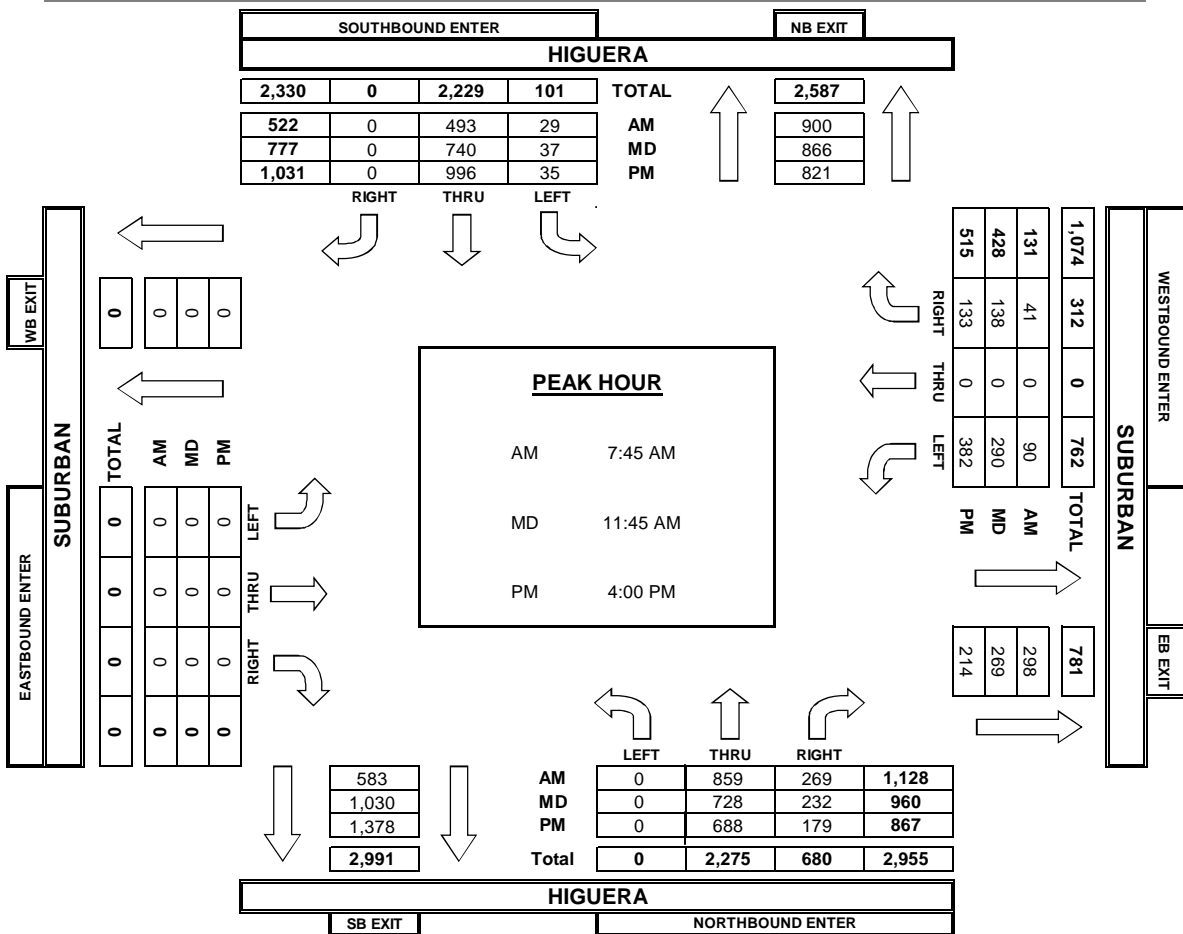 SOUTHBOUND ENTER NB EXIT
HIGUERA
2,330 0 2,229 101 TOTAL 2,587
522 0 493 29 AM 900
777 0 740 37 MD 866
1,031 0 996 35 PM 821
RIGHT THRU LEFT
WB EXIT
EASTBOUND ENTER
SUBURBAN
0 0 0 0
TOTAL AM MD PM
0 0 0 0 LEFT
0 0 0 0 THRU
0 0 0 0 RIGHT
0 0 0 0
PEAK HOUR
AM 7:45 AM
MD 11:45 AM
PM 4:00 PM
515 428 131 1,074
RIGHT 133 138 41 312
THRU 0 0 0 0
LEFT 382 290 90 762
PM MD AM TOTAL
214 269 298 781
SUBURBAN
WESTBOUND ENTER
EB EXIT
LEFT THRU RIGHT
583 AM 0 859 269 1,128
1,030 MD 0 728 232 960
1,378 PM 0 688 179 867
2,991 Total 0 2,275 680 2,955
HIGUERA
SB EXIT NORTHBOUND ENTER